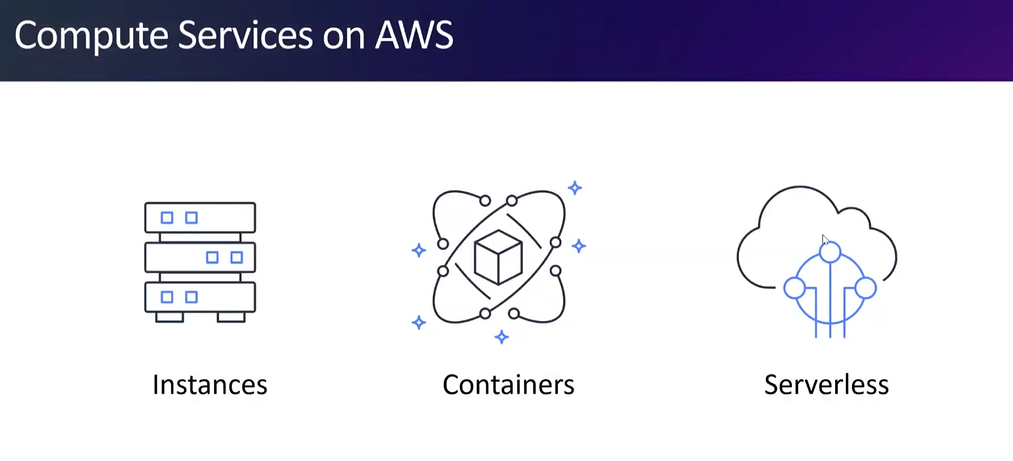 Compute Services on AWS
Instances
Containers
Serverless